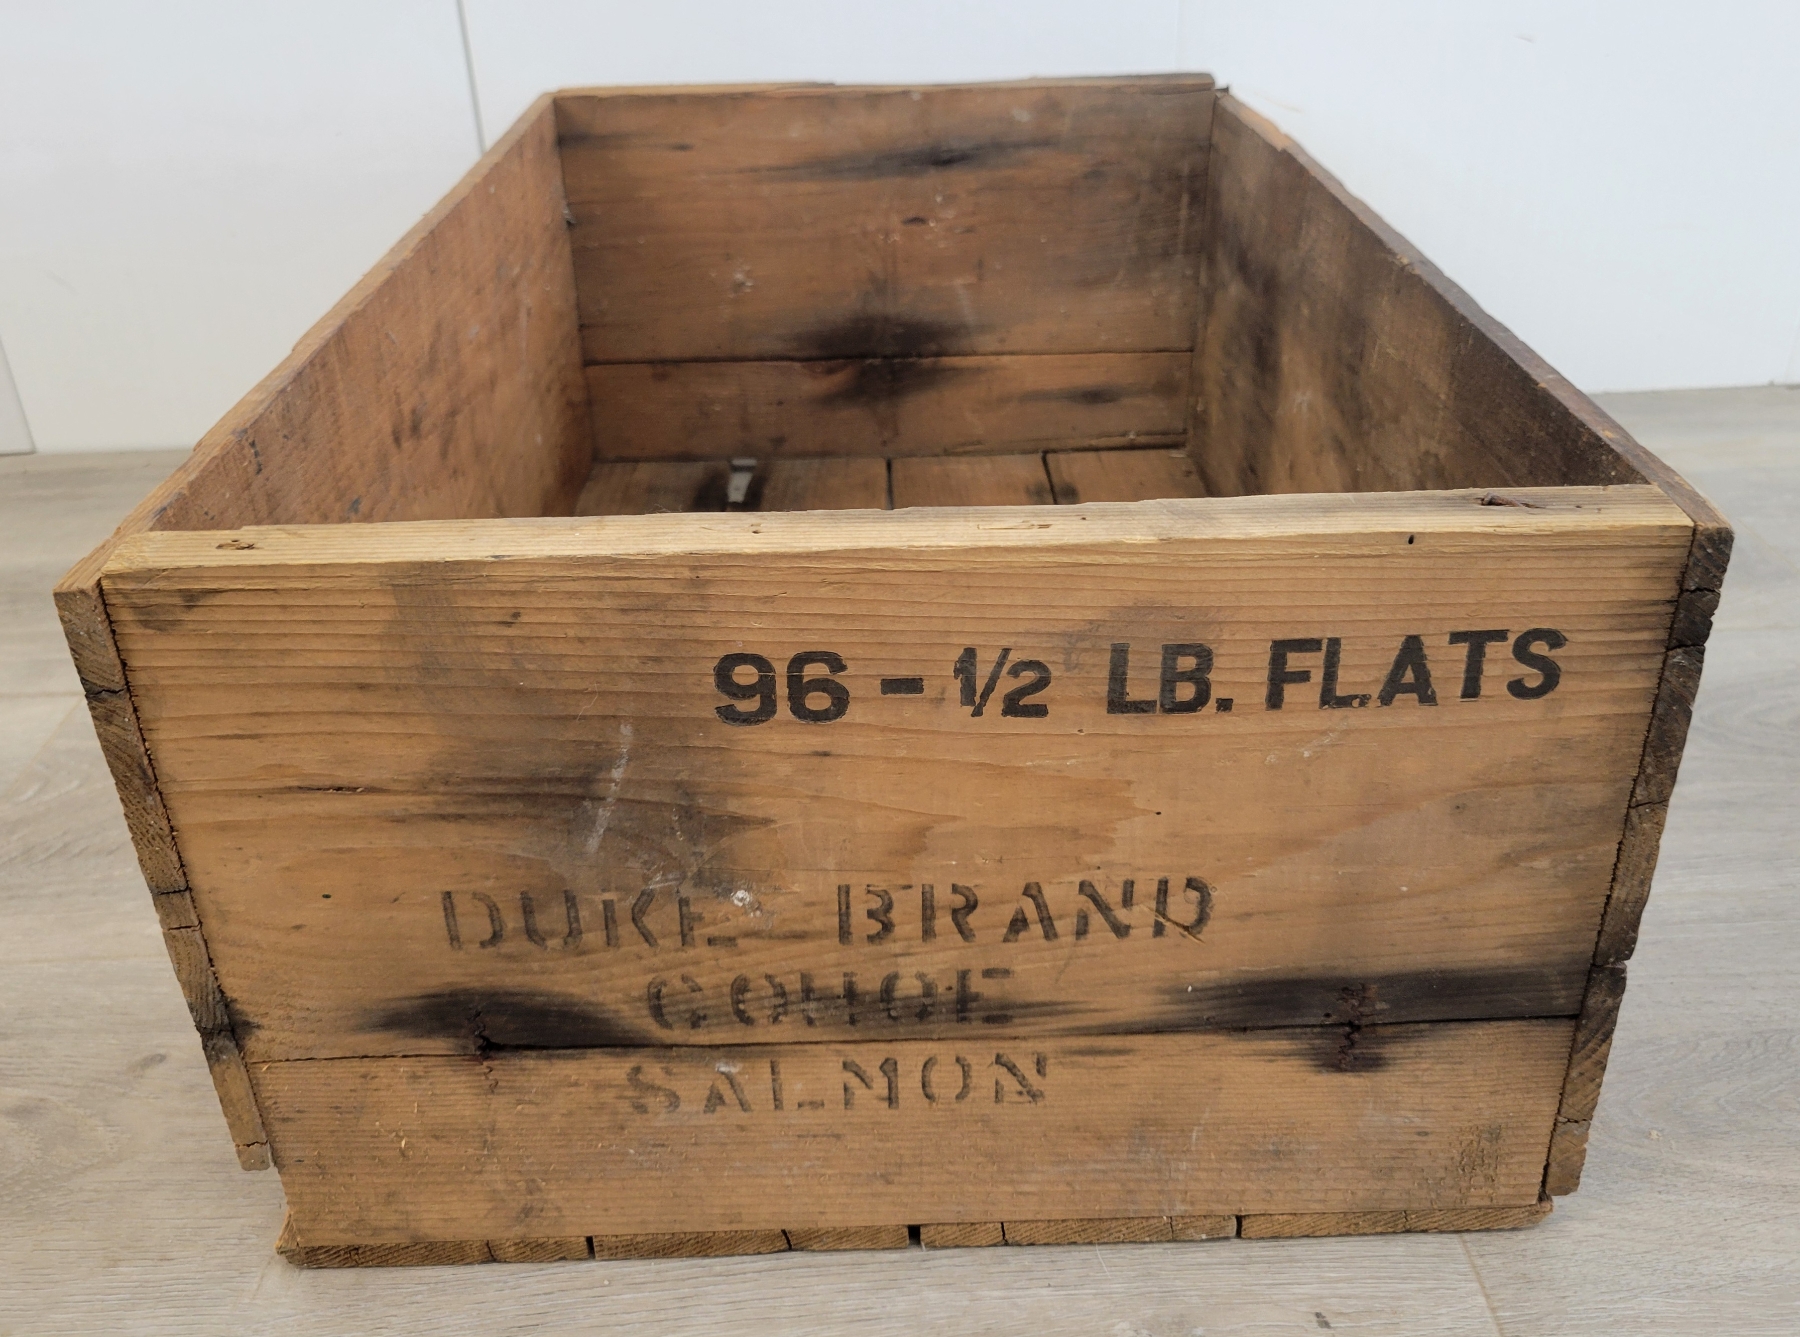 96-½ LB. FLATS
DUKE BRAND
COHOE
SALMON